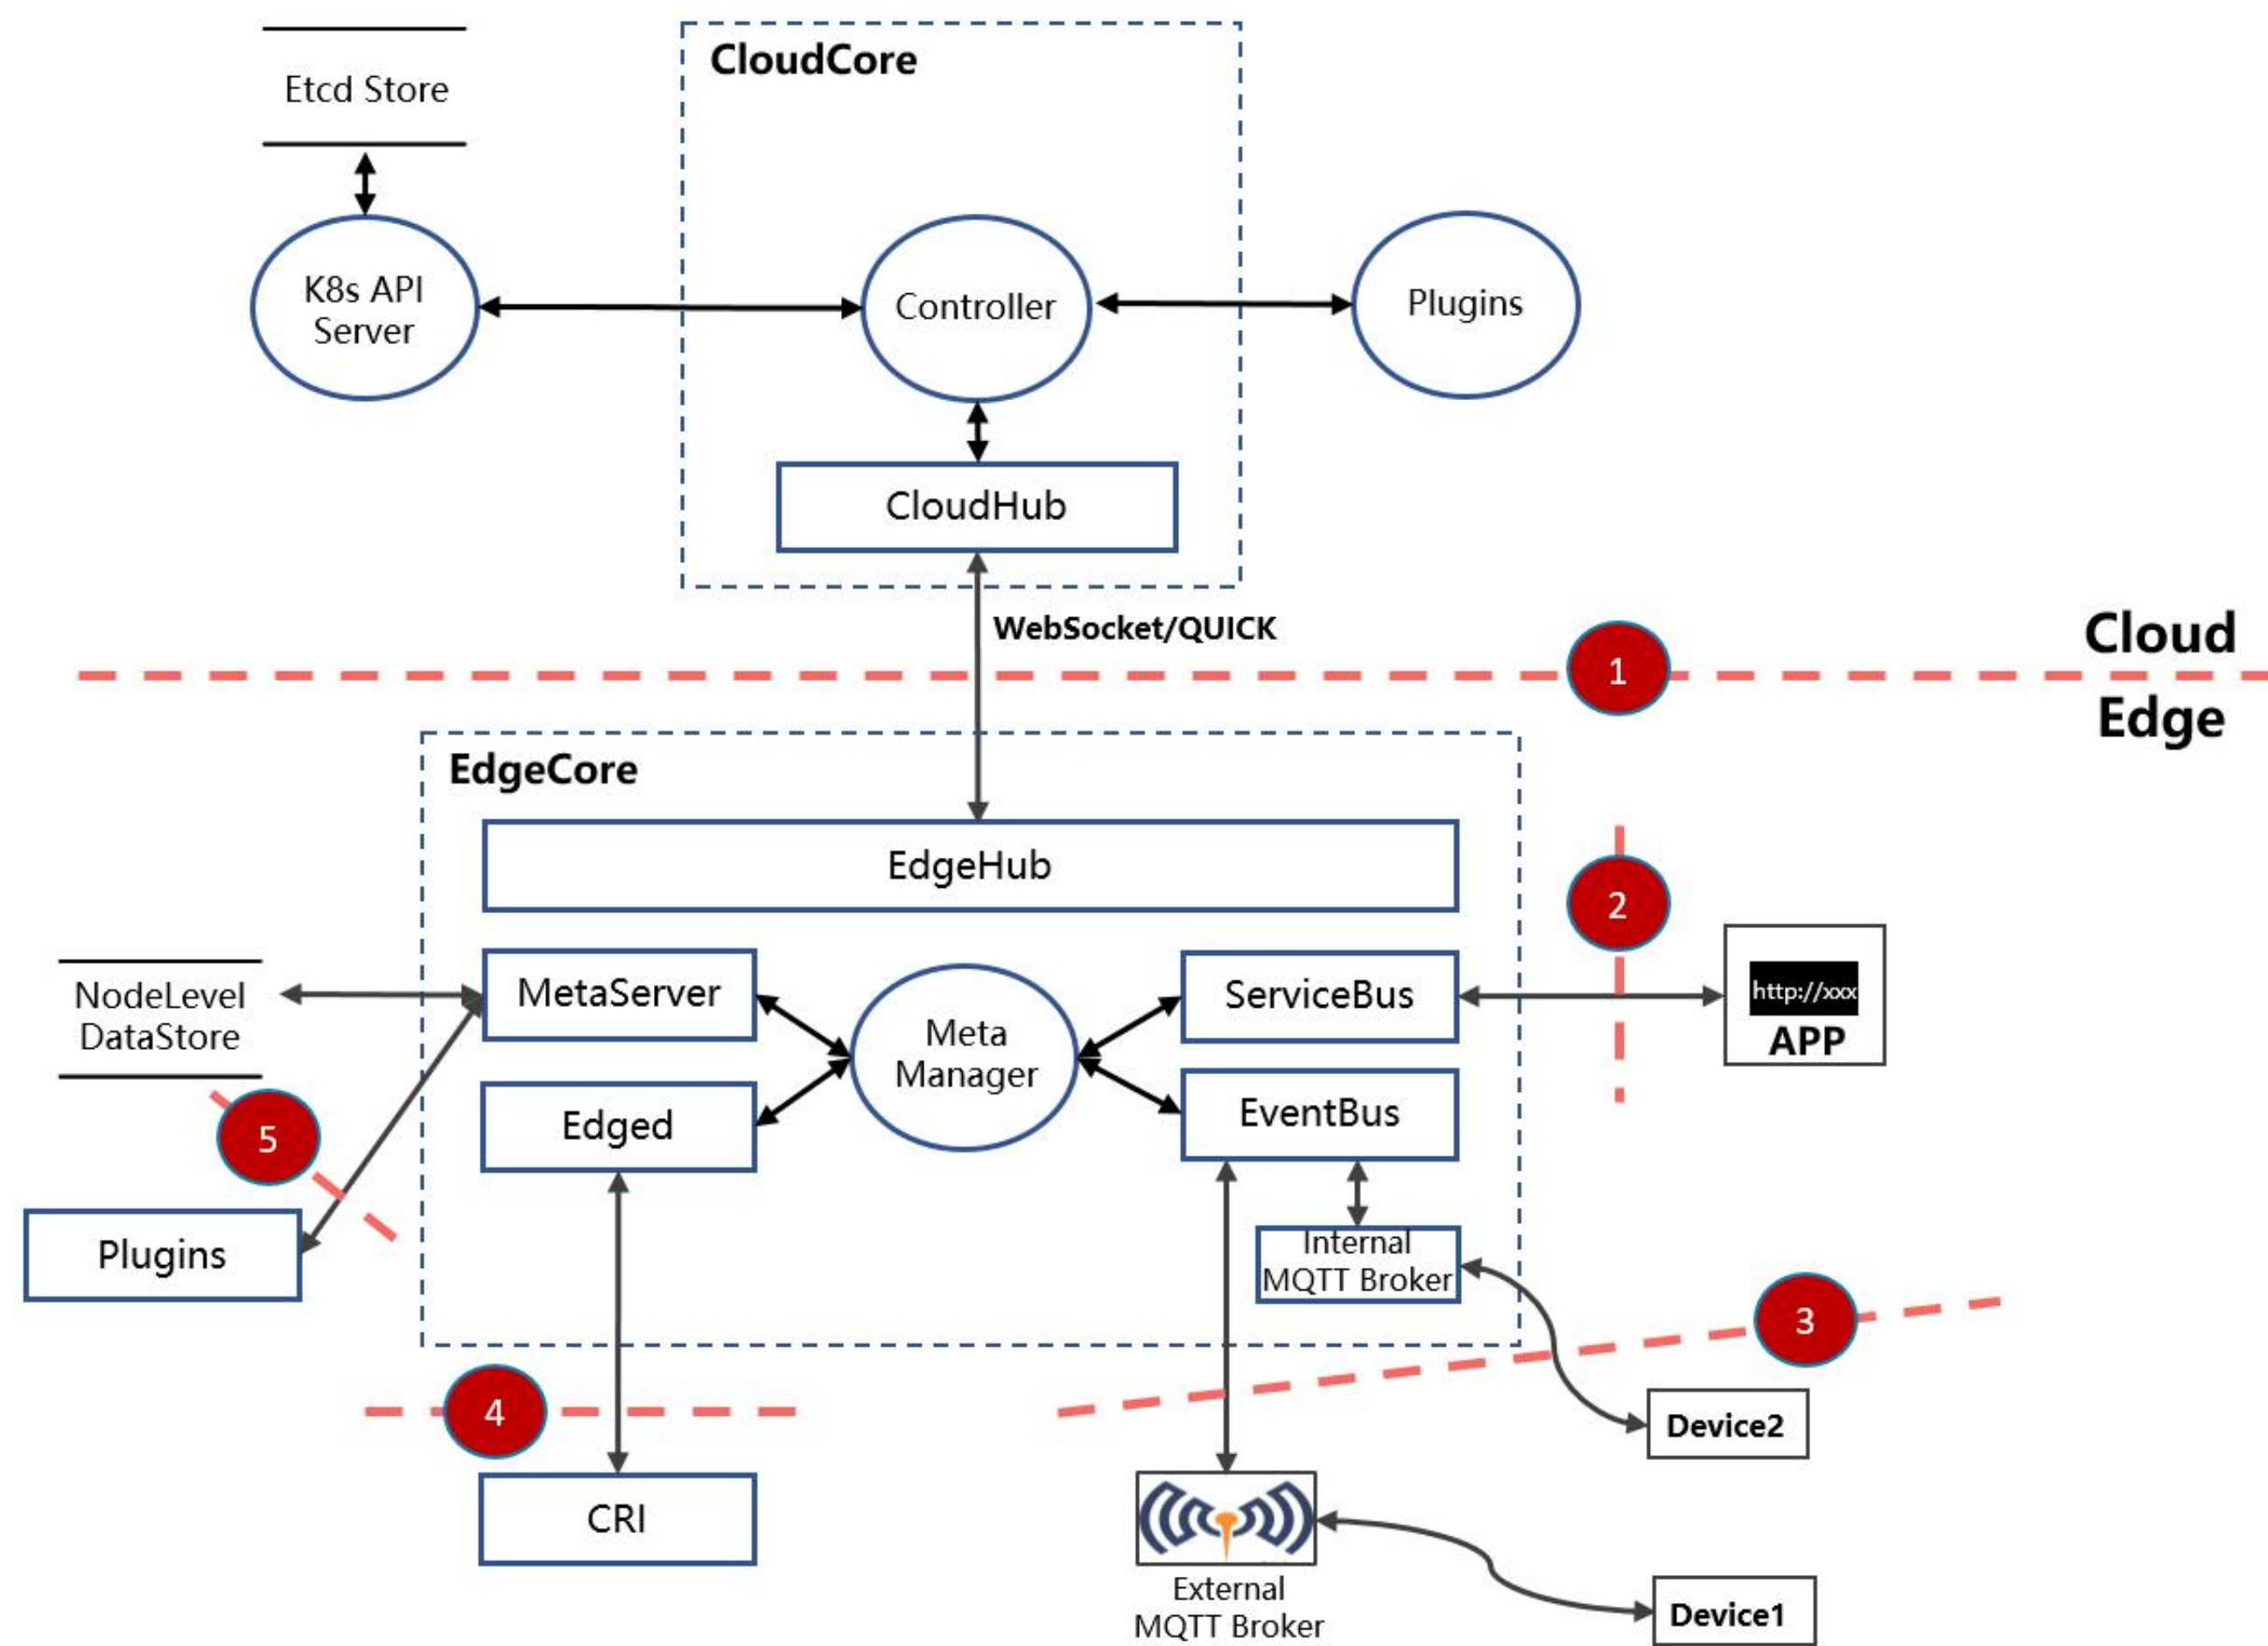 CloudCore
Etcd Store
K8s API
Server
Controller
Plugins
CloudHub
WebSocket/QUICK
Cloud
1
Edge
EdgeCore
EdgeHub
2
NodeLevel
DataStore
MetaServer
Meta
Manager
ServiceBus
http://xxx
APP
Edged
EventBus
5
Plugins
Internal
MQTT Broker
3
4
Device2
CRI
External
MQTT Broker
Device1